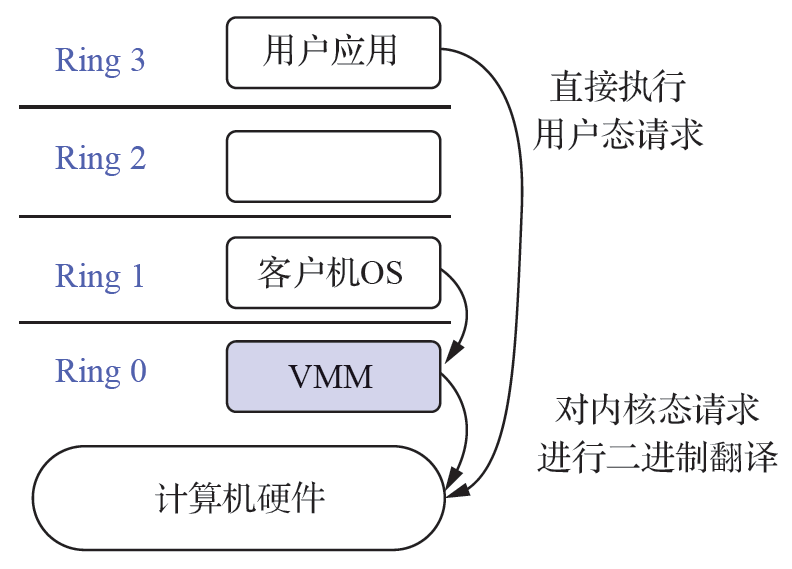 Ring 3
用户应用
直接执行
用户态请求
Ring 2
Ring 1
客户机OS
Ring 0
VMM
对内核态请求
进行二进制翻译
计算机硬件